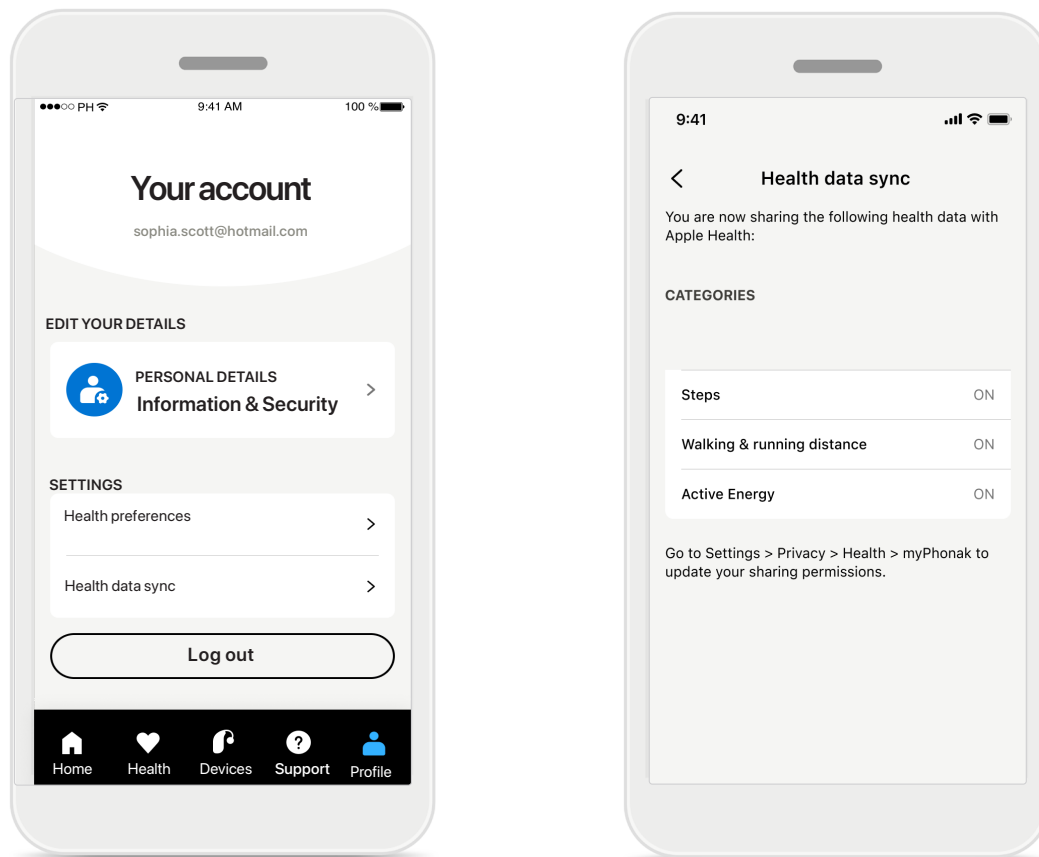 ●●●○○ PH 9:41 AM 100 %
Your account
sophia.scott@hotmail.com
EDIT YOUR DETAILS
PERSONAL DETAILS
Information & Security
SETTINGS
Health preferences
Health data sync
Log out
Home Health Devices Support Profile
9:41
Health data sync
You are now sharing the following health data with
Apple Health:
CATEGORIES
Steps ON
Walking & running distance ON
Active Energy ON
Go to Settings > Privacy > Health > myPhonak to
update your sharing permissions.